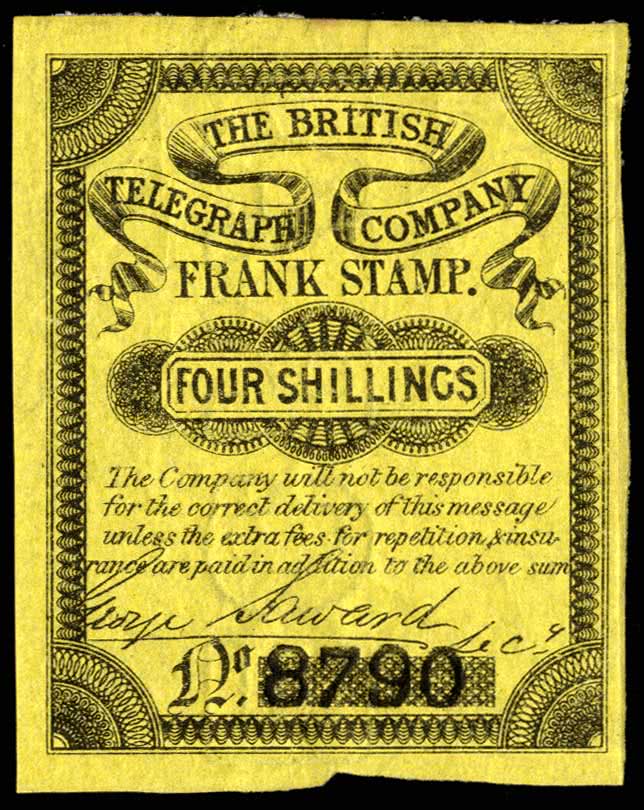 THE BRITISH
TELEGRAPH COMPANY
FRANK STAMP.
FOUR SHILLINGS
The Company will not be responsible
for the correct delivery of this message
unless the extra fees for repetition & insu-
rance are paid in addition to the above sum
George Saward
Secy.
No. 8790